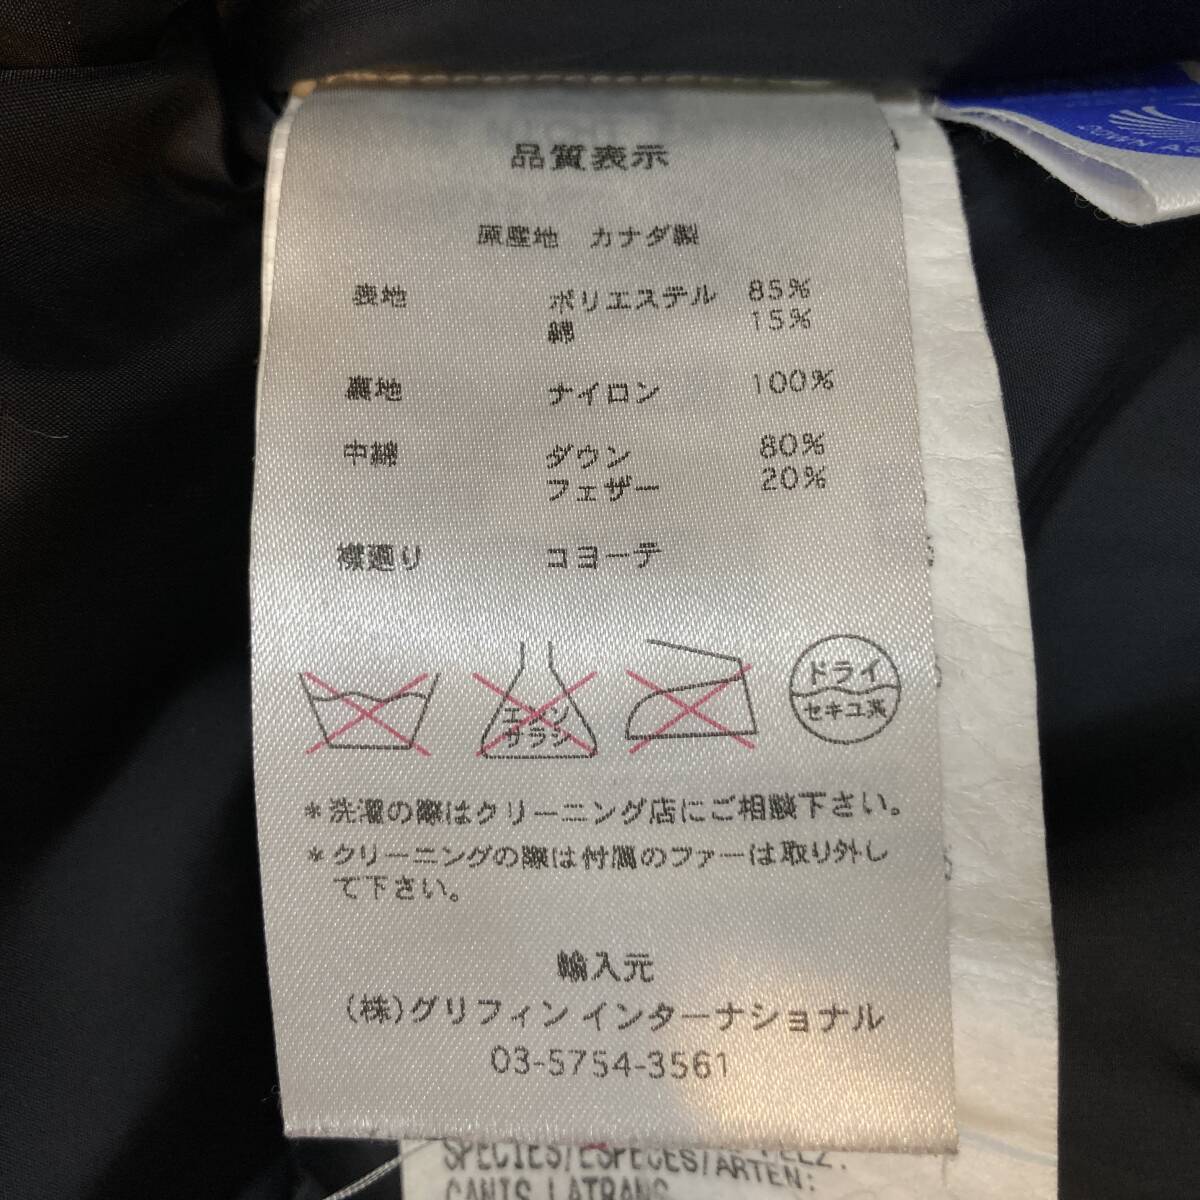 品質表示
原産地 カナダ製
表地 ポリエステル 85%
綿 15%
裏地 ナイロン 100%
中綿 ダウン 80%
フェザー 20%
襟廻り コヨーテ
エンソ
サラシ
ドライ
セキユ系
*洗濯の際はクリーニング店にご相談下さい。
*クリーニングの際は付属のファーは取り外し
て下さい。
輸入元
(株)グリフィン インターナショナル
03-5754-3561
DOWN AS
SPECIES/ESPECES/ARTEN:
CANIS LATRANS